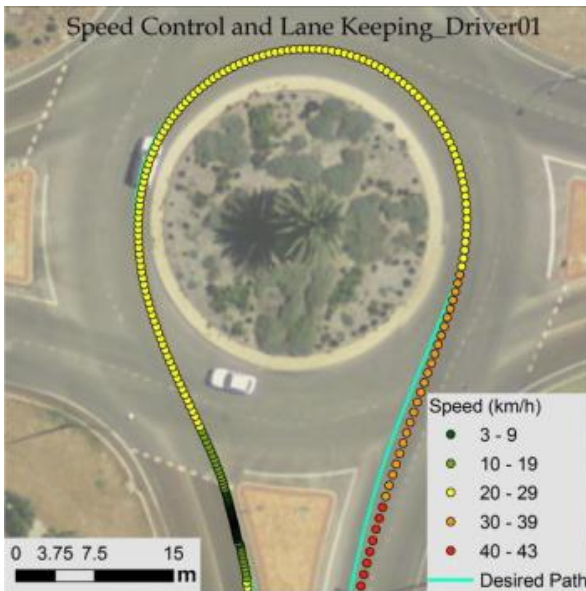 Speed Control and Lane Keeping_Driver01
Speed (km/h)
3 - 9
10 - 19
20 - 29
30 - 39
40 - 43
Desired Path
0 3.75 7.5 15
m